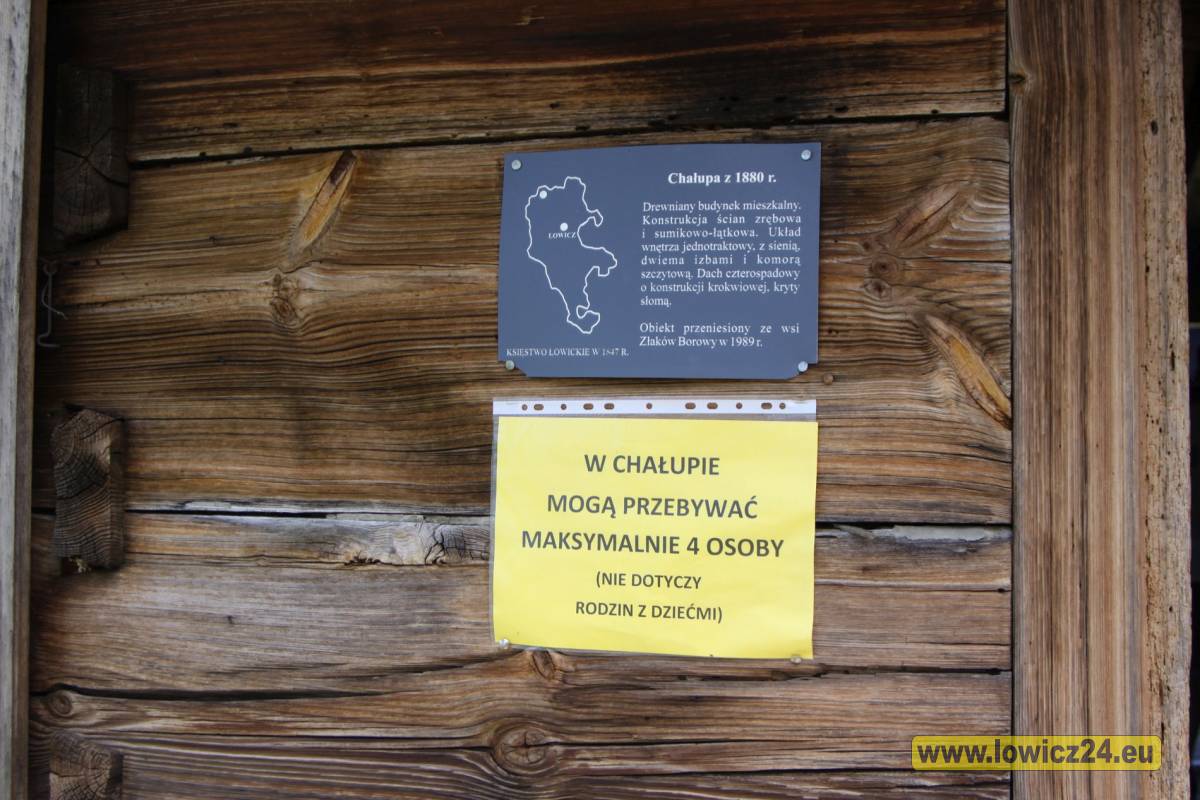 Chałupa z 1880 r.
Drewniany budynek mieszkalny.
Konstrukcja ścian zrębowa
i sumikowo-łątkowa. Układ
wnętrza jednotraktowy, z sienią,
dwiema izbami i komorą
szczytową. Dach czterospadowy
o konstrukcji krokwiowej, kryty
słomą.
Obiekt przeniesiony ze wsi
Złaków Borowy w 1989 r.
ŁOWICZ
KSIĘSTWO ŁOWICKIE W 1847 R.
W CHAŁUPIE
MOGĄ PRZEBYWAĆ
MAKSYMALNIE 4 OSOBY
(NIE DOTYCZY
RODZIN Z DZIEĆMI)
www.lowicz24.eu